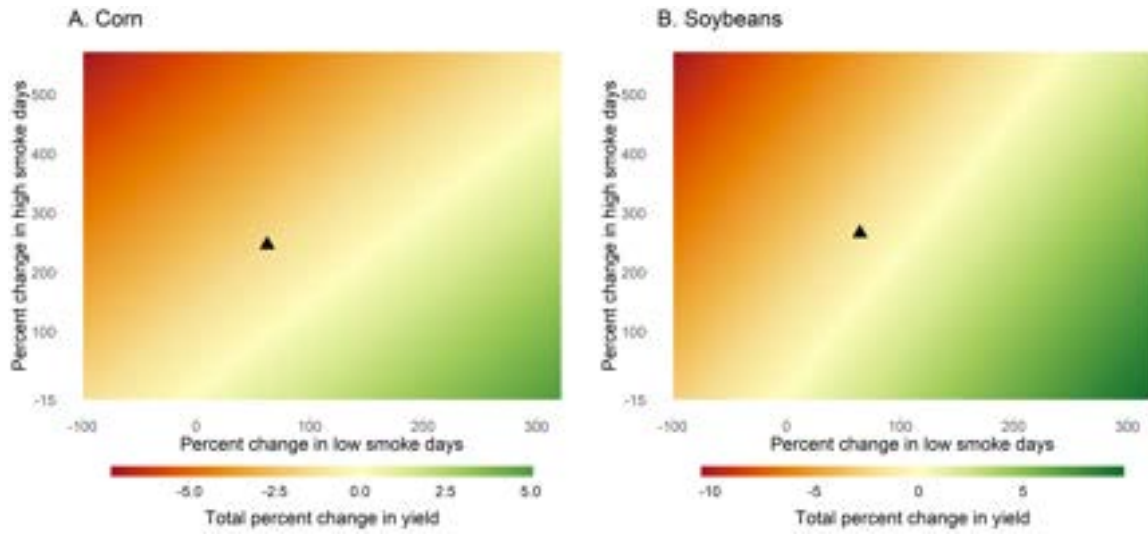 A. Corn
Percent change in high smoke days
500
400
300
200
100
-15
-100 0 100 200 300
Percent change in low smoke days
-5.0 -2.5 0.0 2.5 5.0
Total percent change in yield
B. Soybeans
Percent change in high smoke days
500
400
300
200
100
-15
-100 0 100 200 300
Percent change in low smoke days
-10 -5 0 5
Total percent change in yield